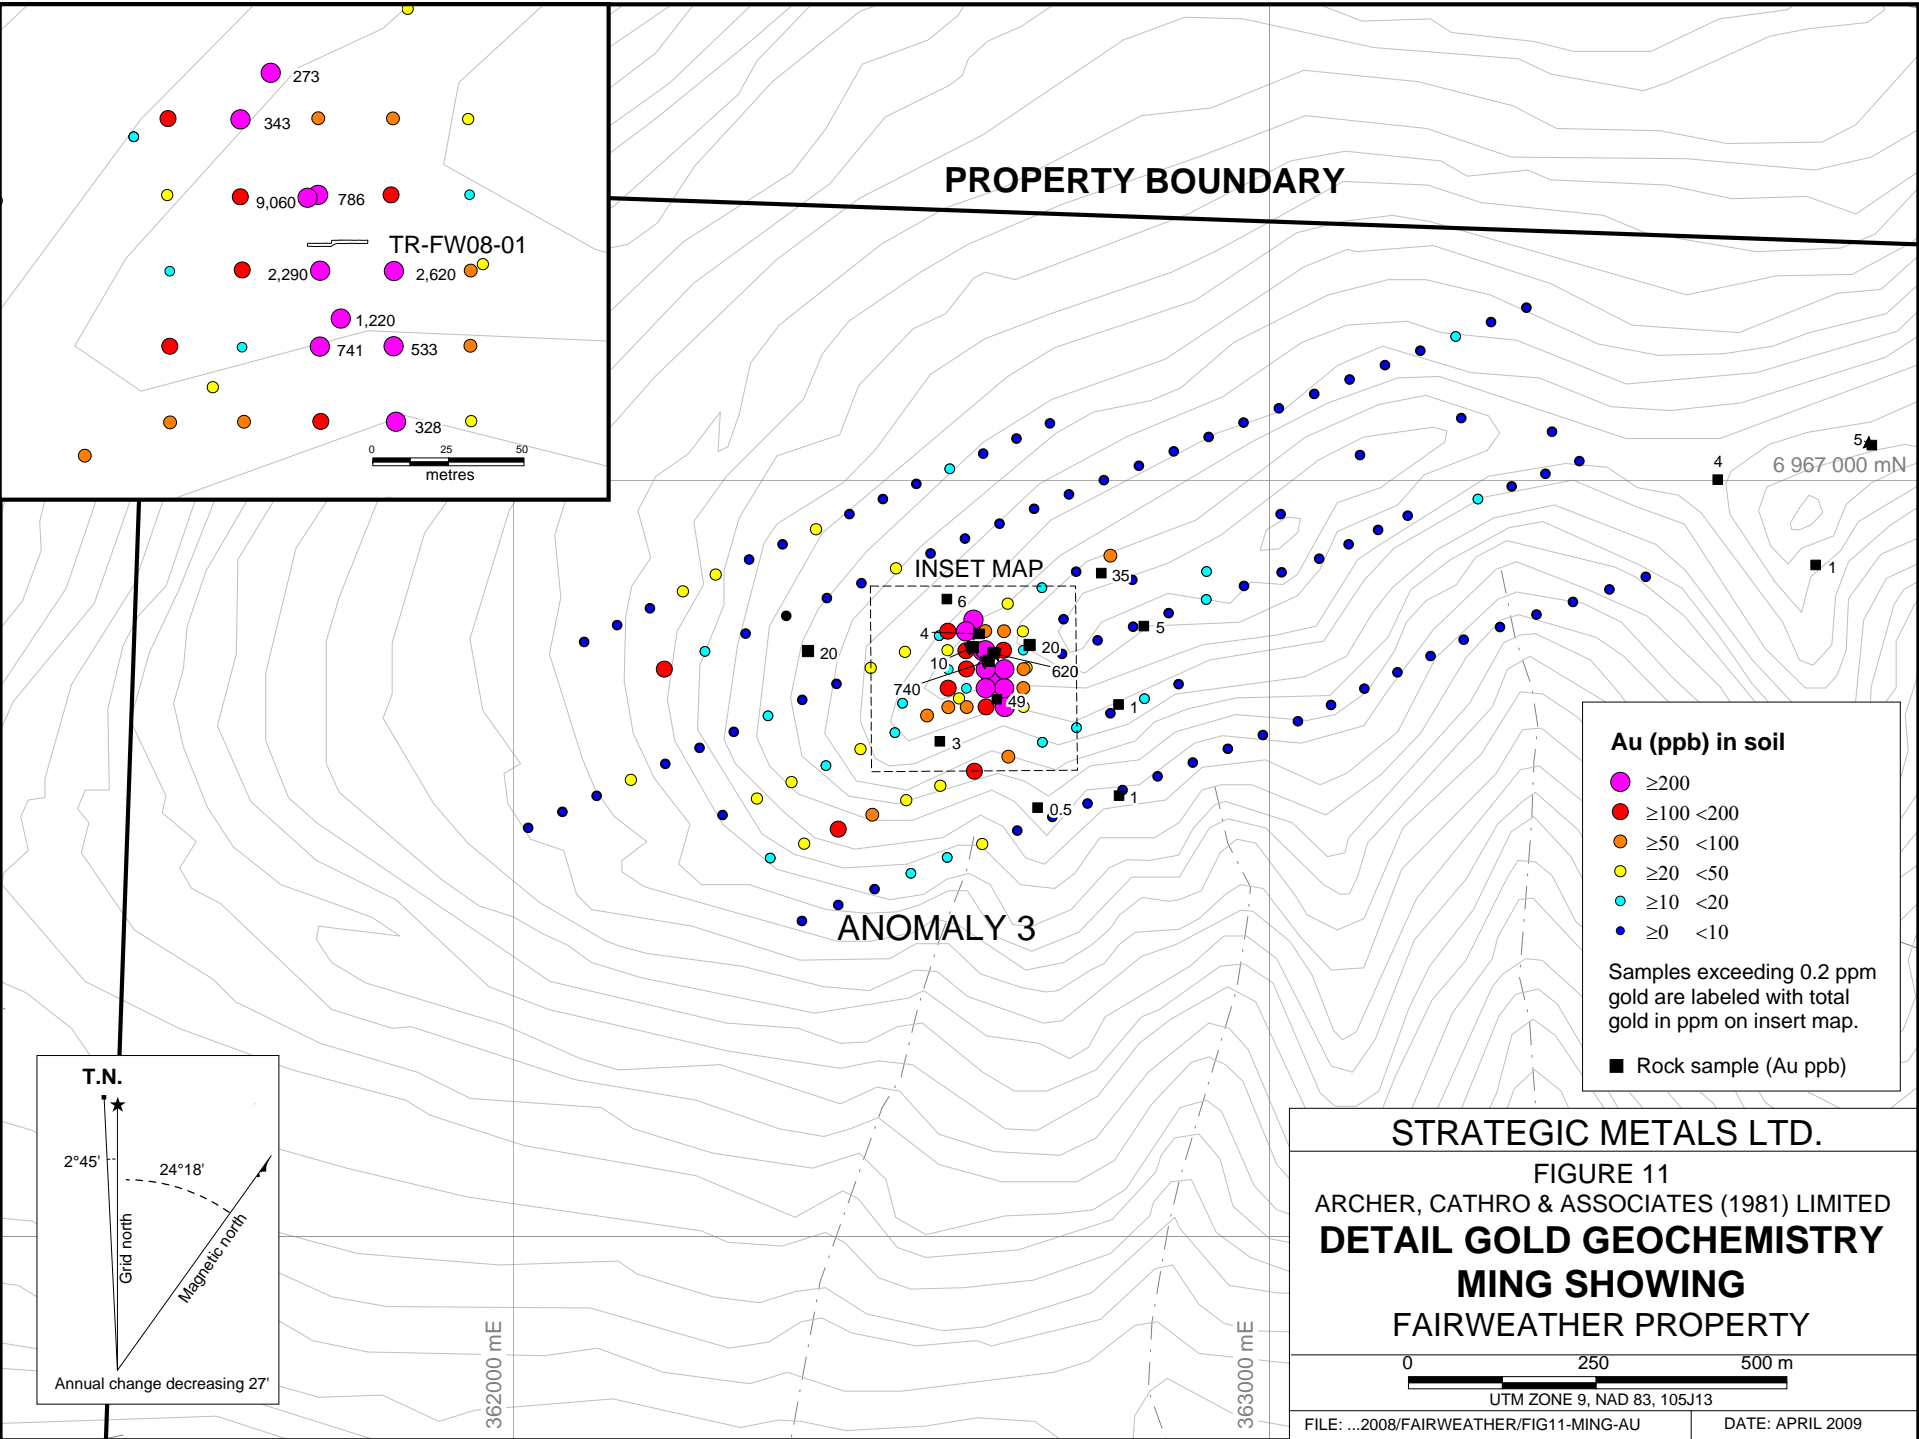 273
343
9,060
786
TR-FW08-01
2,290
2,620
1,220
741
533
328
0 25 50
metres
PROPERTY BOUNDARY
5
6 967 000 mN
4
1
INSET MAP
35
6
4
5
20
20
10
620
740
49
1
3
1
0.5
ANOMALY 3
Au (ppb) in soil
≥200
≥100 <200
≥50 <100
≥20 <50
≥10 <20
≥0 <10
Samples exceeding 0.2 ppm
gold are labeled with total
gold in ppm on insert map.
Rock sample (Au ppb)
T.N.
2°45'
24°18'
Grid north
Magnetic north
Annual change decreasing 27'
362000 mE
363000 mE
STRATEGIC METALS LTD.
FIGURE 11
ARCHER, CATHRO & ASSOCIATES (1981) LIMITED
DETAIL GOLD GEOCHEMISTRY
MING SHOWING
FAIRWEATHER PROPERTY
0 250 500 m
UTM ZONE 9, NAD 83, 105J13
FILE: ...2008/FAIRWEATHER/FIG11-MING-AU
DATE: APRIL 2009